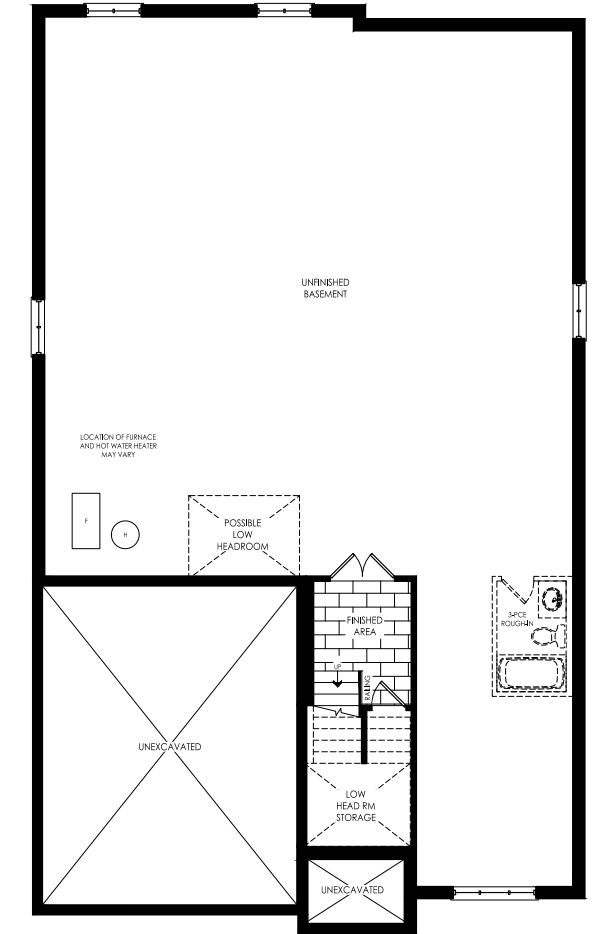 UNFINISHED
BASEMENT
LOCATION OF FURNACE
AND HOT WATER HEATER
MAY VARY
F
H
POSSIBLE
LOW
HEADROOM
3-PCE
ROUGH-IN
FINISHED
AREA
UP
RAILING
UNEXCAVATED
LOW
HEAD RM
STORAGE
UNEXCAVATED